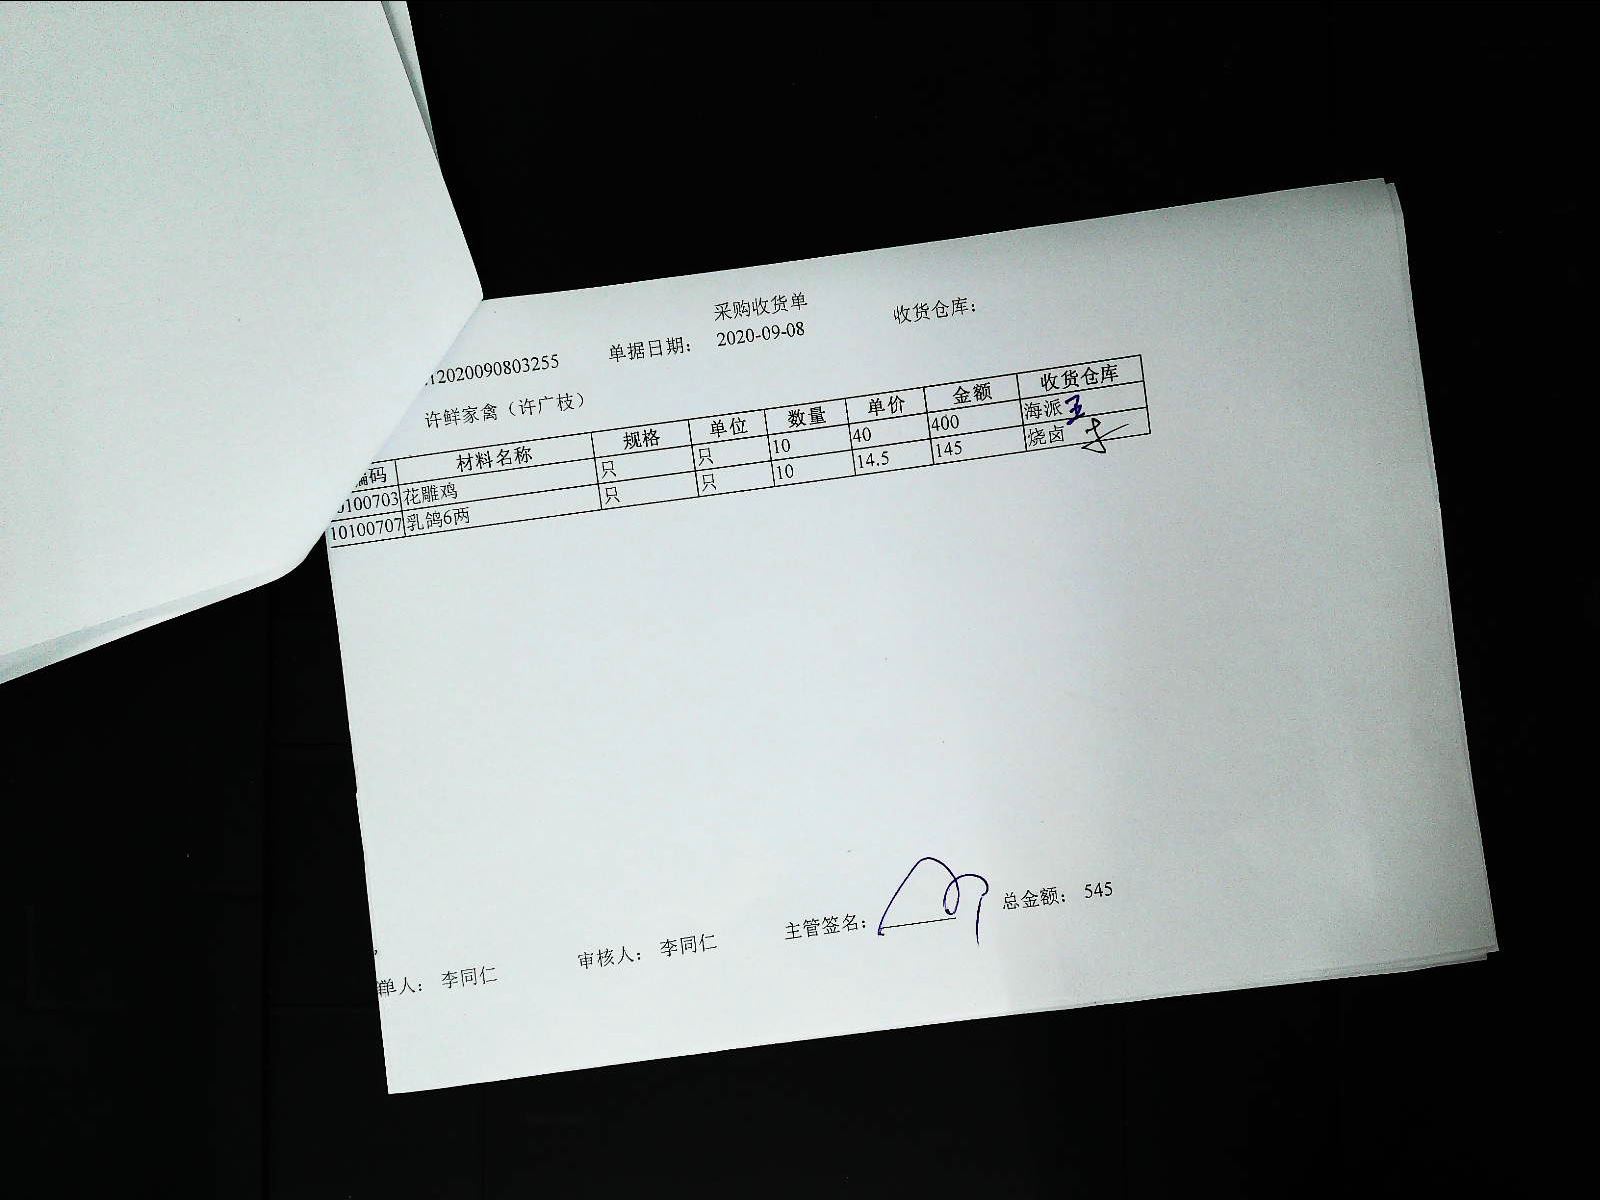 采购收货单
12020090803255 单据日期： 2020-09-08 收货仓库：
许鲜家禽（许广枝）
编码 材料名称 规格 单位 数量 单价 金额 收货仓库
0100703 花雕鸡 只 只 10 40 400 海派 王
10100707 乳鸽6两 只 只 10 14.5 145 烧卤
单人： 李同仁 审核人： 李同仁 主管签名： 总金额： 545